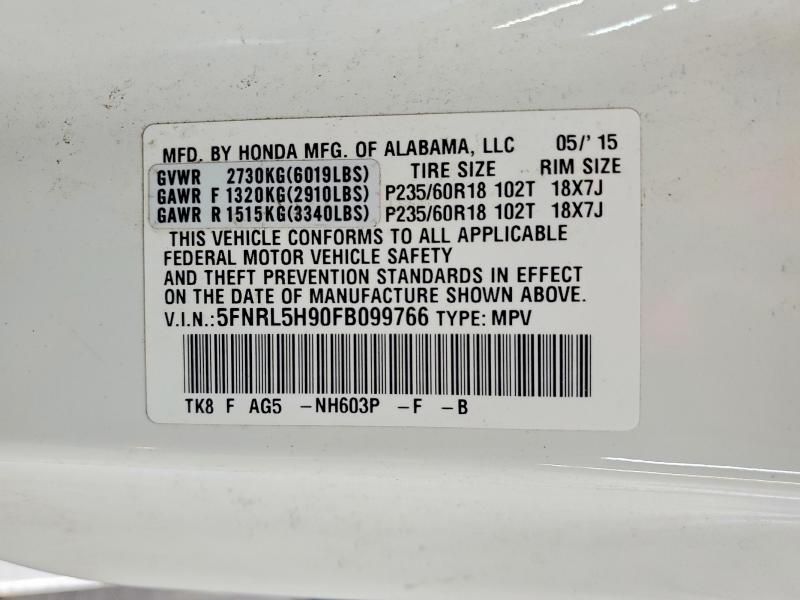 MFD. BY HONDA MFG. OF ALABAMA, LLC 05/' 15
GVWR 2730KG(6019LBS) TIRE SIZE RIM SIZE
GAWR F 1320KG(2910LBS) P235/60R18 102T 18X7J
GAWR R 1515KG(3340LBS) P235/60R18 102T 18X7J
THIS VEHICLE CONFORMS TO ALL APPLICABLE
FEDERAL MOTOR VEHICLE SAFETY
AND THEFT PREVENTION STANDARDS IN EFFECT
ON THE DATE OF MANUFACTURE SHOWN ABOVE.
V.I.N.:5FNRL5H90FB099766 TYPE: MPV
TK8 F AG5 -NH603P -F -B